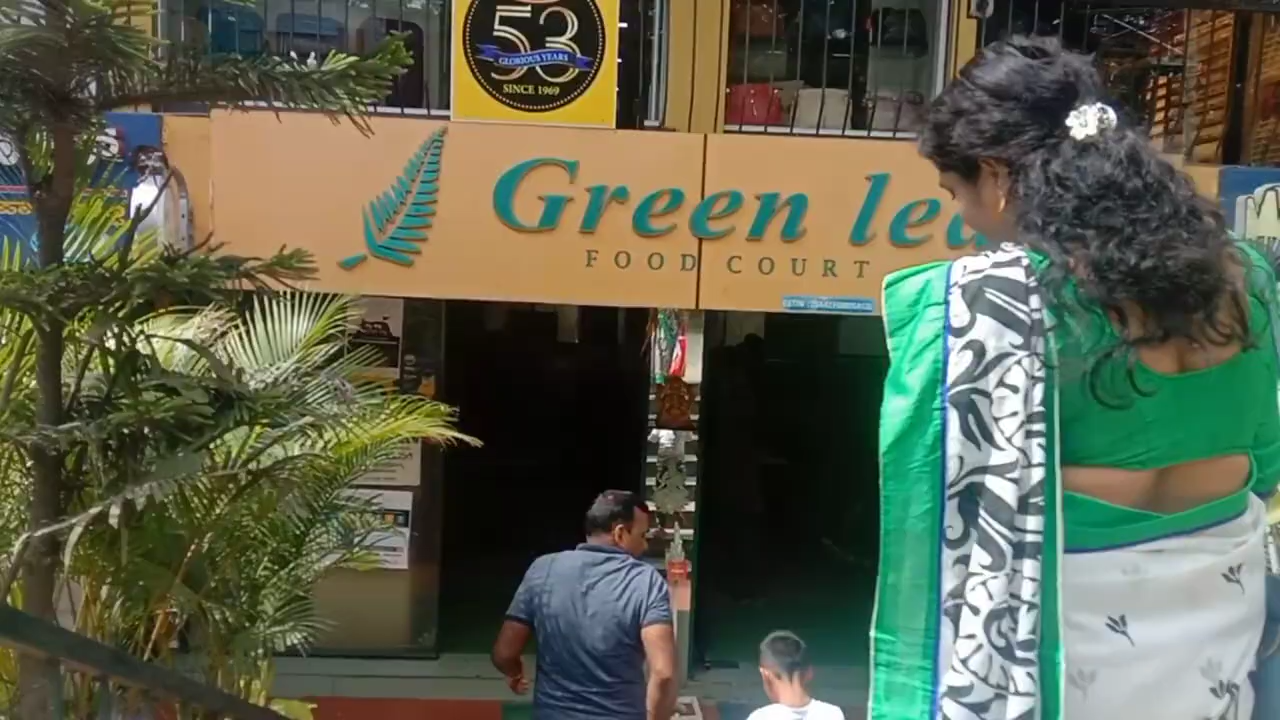 53
GLORIOUS YEARS
SINCE 1969
Green lea
FOOD COURT